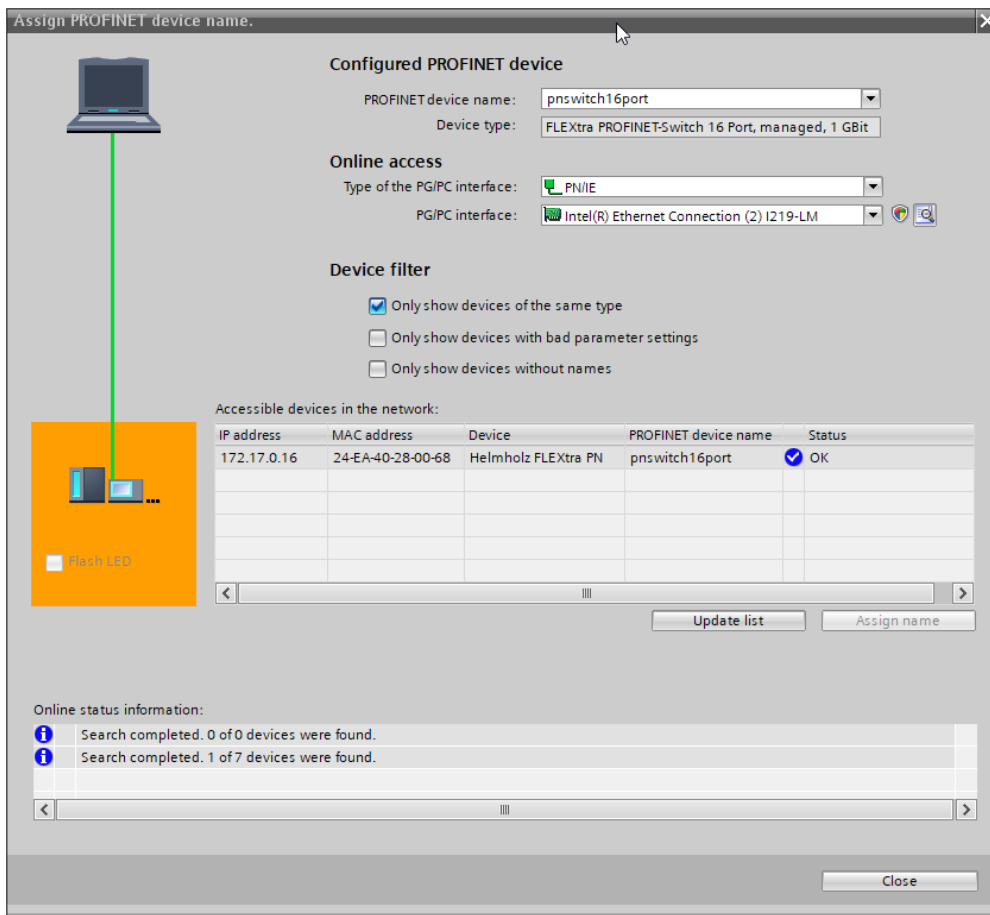 Assign PROFINET device name.
Configured PROFINET device
PROFINET device name: pnswitch16port
Device type: FLEXtra PROFINET-Switch 16 Port, managed, 1 GBit
Online access
Type of the PG/PC interface: PN/IE
PG/PC interface: Intel(R) Ethernet Connection (2) I219-LM
Device filter
Only show devices of the same type
Only show devices with bad parameter settings
Only show devices without names
Accessible devices in the network:
IP address MAC address Device PROFINET device name Status
172.17.0.16 24-EA-40-28-00-68 Helmholz FLEXtra PN pnswitch16port OK
Flash LED
Update list Assign name
Online status information:
Search completed. 0 of 0 devices were found.
Search completed. 1 of 7 devices were found.
Close